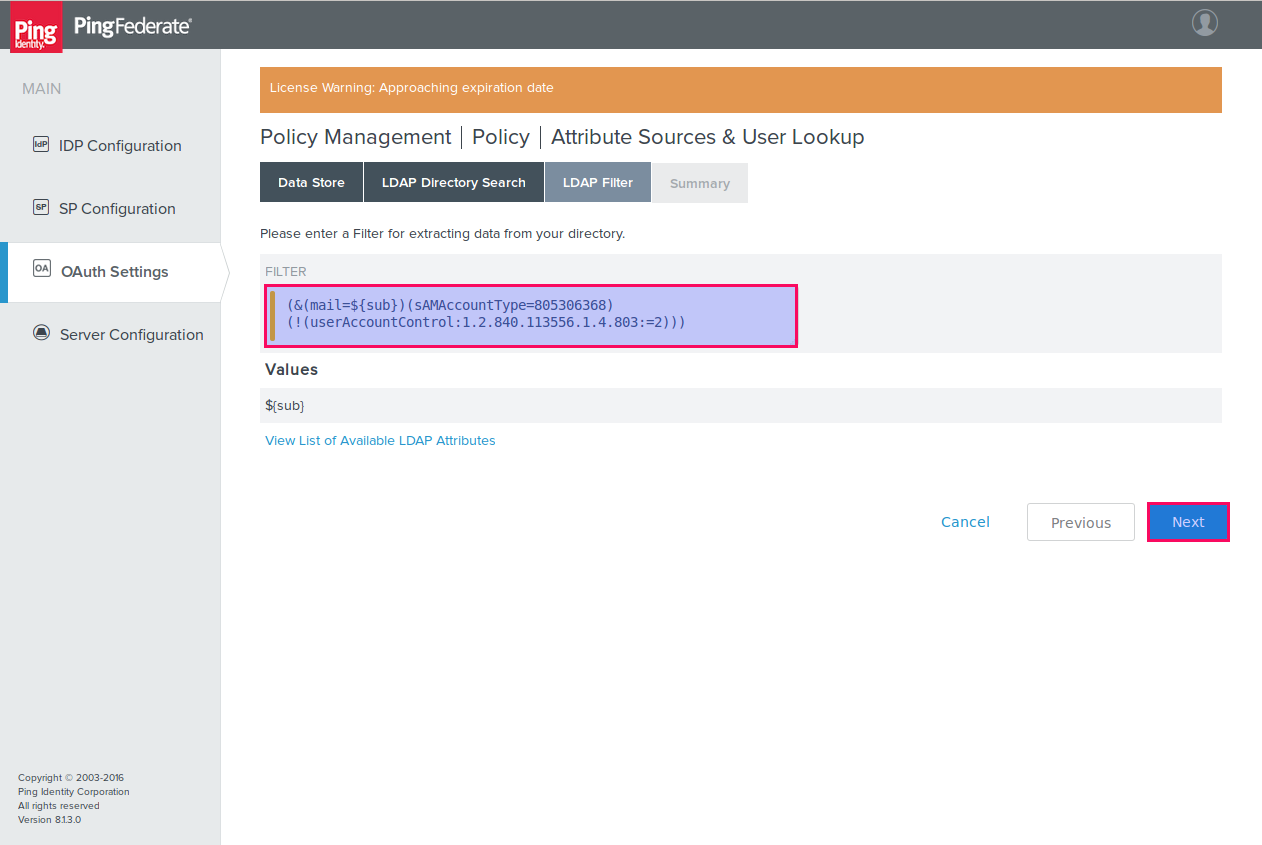 Ping
Identity.
PingFederate®
MAIN
IdP IDP Configuration
SP SP Configuration
OA OAuth Settings
Server Configuration
Copyright © 2003-2016
Ping Identity Corporation
All rights reserved
Version 8.1.3.0
License Warning: Approaching expiration date
Policy Management | Policy | Attribute Sources & User Lookup
Data Store LDAP Directory Search LDAP Filter Summary
Please enter a Filter for extracting data from your directory.
FILTER
(&(mail=${sub})(sAMAccountType=805306368)
(!(userAccountControl:1.2.840.113556.1.4.803:=2)))
Values
${sub}
View List of Available LDAP Attributes
Cancel Previous Next